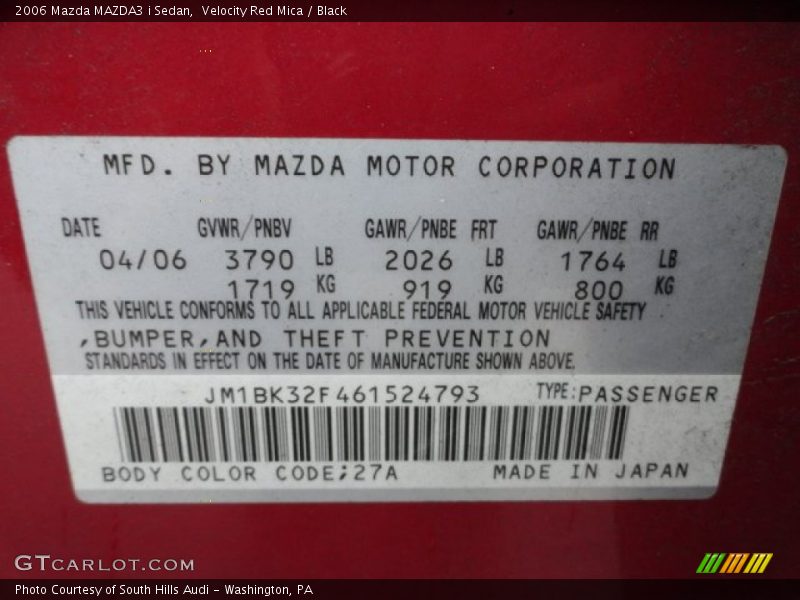 2006 Mazda MAZDA3 i Sedan,  Velocity Red Mica / Black
MFD. BY MAZDA MOTOR CORPORATION
DATE GVWR/PNBV GAWR/PNBE FRT GAWR/PNBE RR
04/06 3790 LB 2026 LB 1764 LB
1719 KG 919 KG 800 KG
THIS VEHICLE CONFORMS TO ALL APPLICABLE FEDERAL MOTOR VEHICLE SAFETY
,BUMPER,AND THEFT PREVENTION
STANDARDS IN EFFECT ON THE DATE OF MANUFACTURE SHOWN ABOVE.
JM1BK32F461524793 TYPE:PASSENGER
BODY COLOR CODE;27A MADE IN JAPAN
GTCARLOT.COM
Photo Courtesy of South Hills Audi - Washington, PA